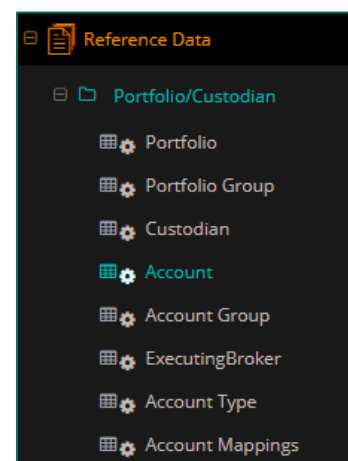 Reference Data
Portfolio/Custodian
Portfolio
Portfolio Group
Custodian
Account
Account Group
ExecutingBroker
Account Type
Account Mappings